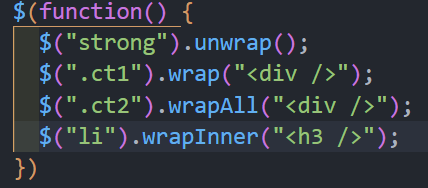 $(function() {
$("strong").unwrap();
$(".ct1").wrap("<div />");
$(".ct2").wrapAll("<div />");
$("li").wrapInner("<h3 />");
})